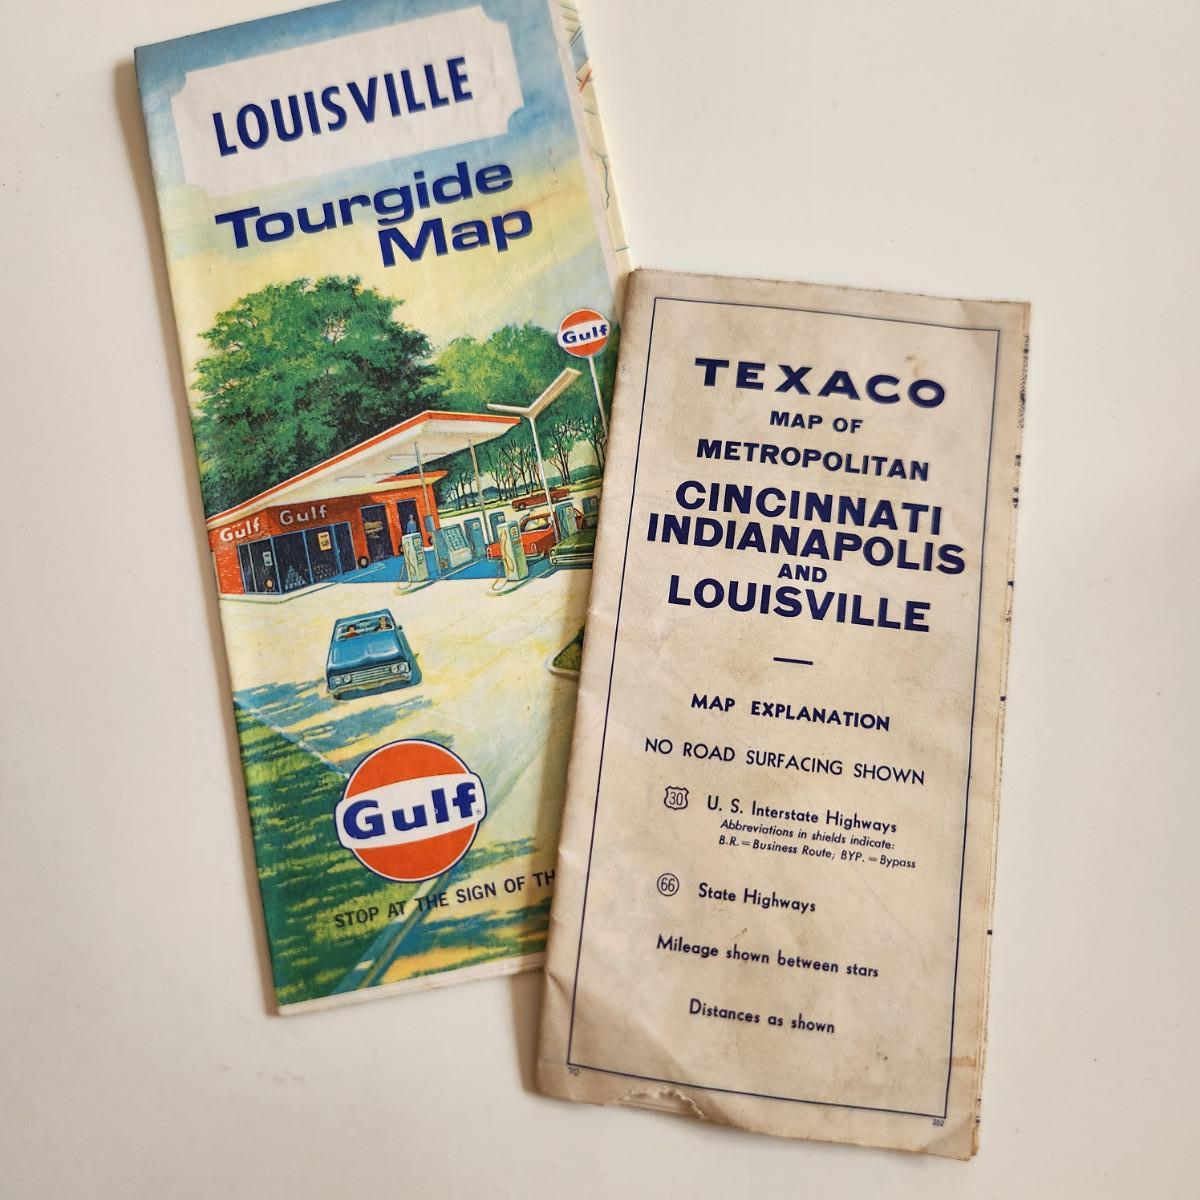 LOUISVILLE
Tourgide
Map
Gulf
Gulf Gulf
Gulf
STOP AT THE SIGN OF TH
TEXACO
MAP OF
METROPOLITAN
CINCINNATI
INDIANAPOLIS
AND
LOUISVILLE
MAP EXPLANATION
NO ROAD SURFACING SHOWN
30 U. S. Interstate Highways
Abbreviations in shields indicate:
B.R.=Business Route; BYP.=Bypass
66 State Highways
Mileage shown between stars
Distances as shown